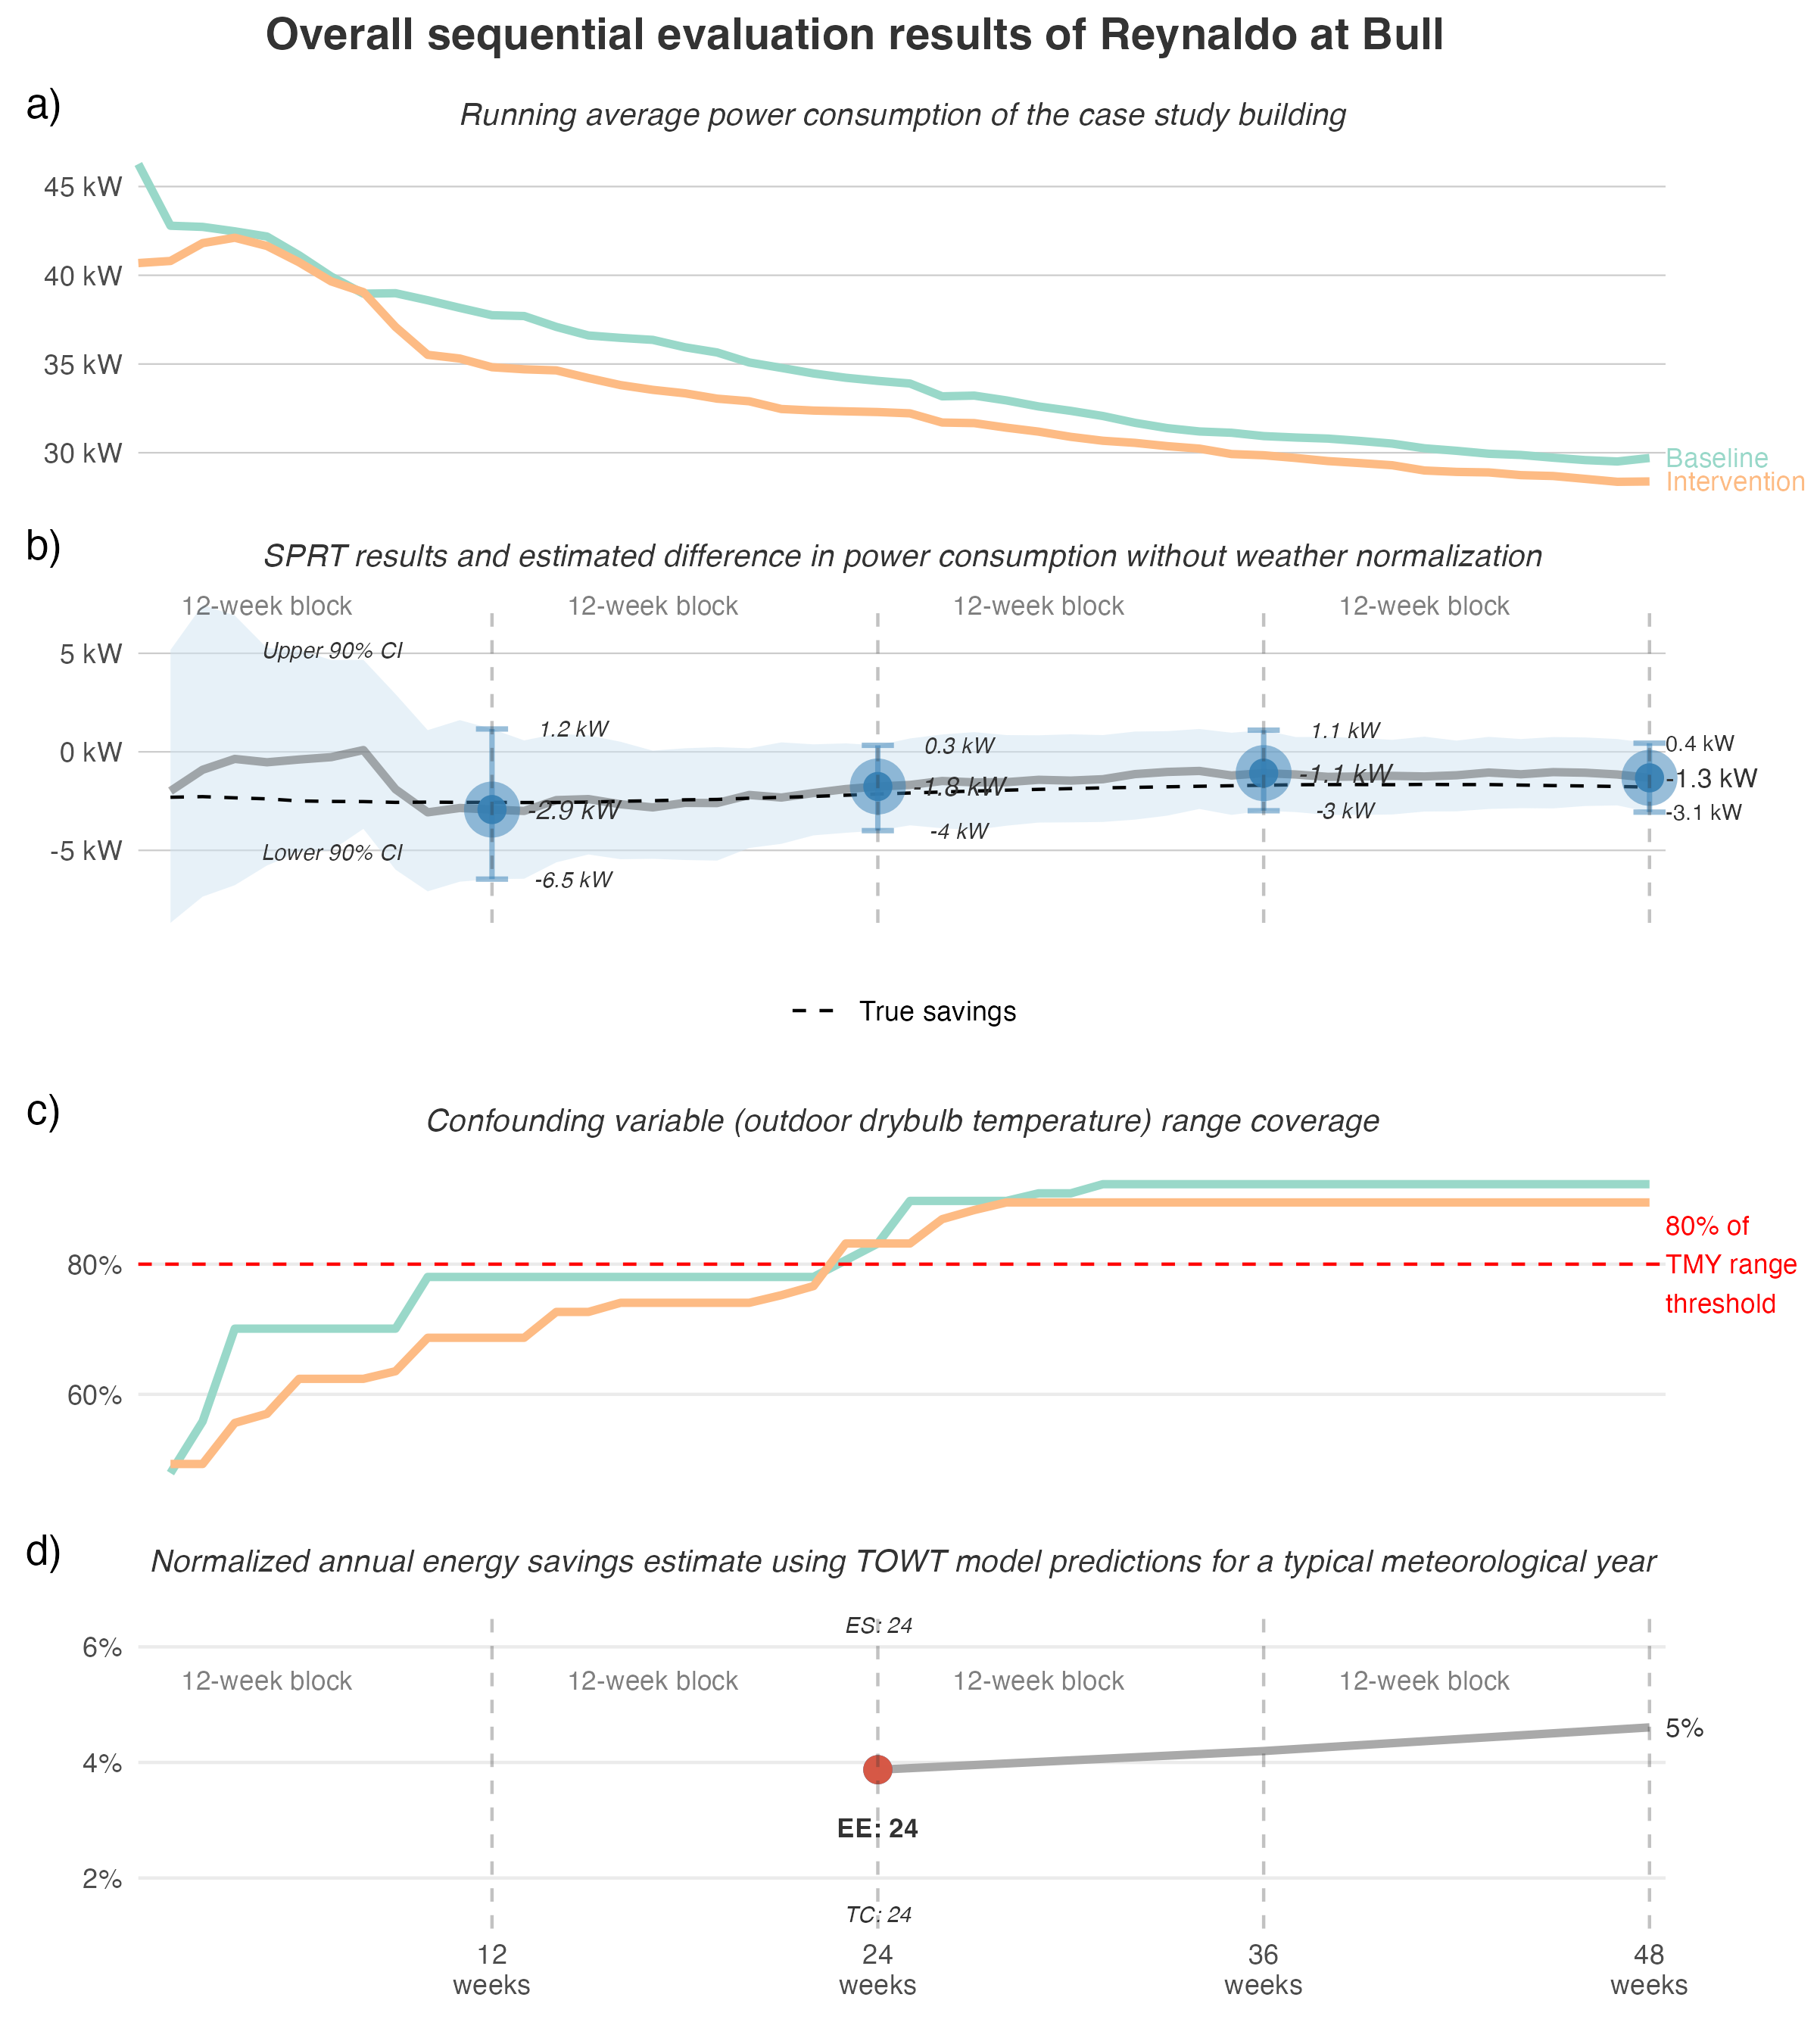 Overall sequential evaluation results of Reynaldo at Bull
a)
Running average power consumption of the case study building
45 kW
40 kW
35 kW
30 kW
Baseline
Intervention
b)
SPRT results and estimated difference in power consumption without weather normalization
12-week block 12-week block 12-week block 12-week block
5 kW
0 kW
-5 kW
Upper 90% CI
Lower 90% CI
1.2 kW
-2.9 kW
-6.5 kW
0.3 kW
-1.8 kW
-4 kW
1.1 kW
-1.1 kW
-3 kW
0.4 kW
-1.3 kW
-3.1 kW
True savings
c)
Confounding variable (outdoor drybulb temperature) range coverage
80%
60%
80% of
TMY range
threshold
d)
Normalized annual energy savings estimate using TOWT model predictions for a typical meteorological year
ES: 24
6%
12-week block 12-week block 12-week block 12-week block
5%
4%
EE: 24
2%
TC: 24
12 weeks
24 weeks
36 weeks
48 weeks